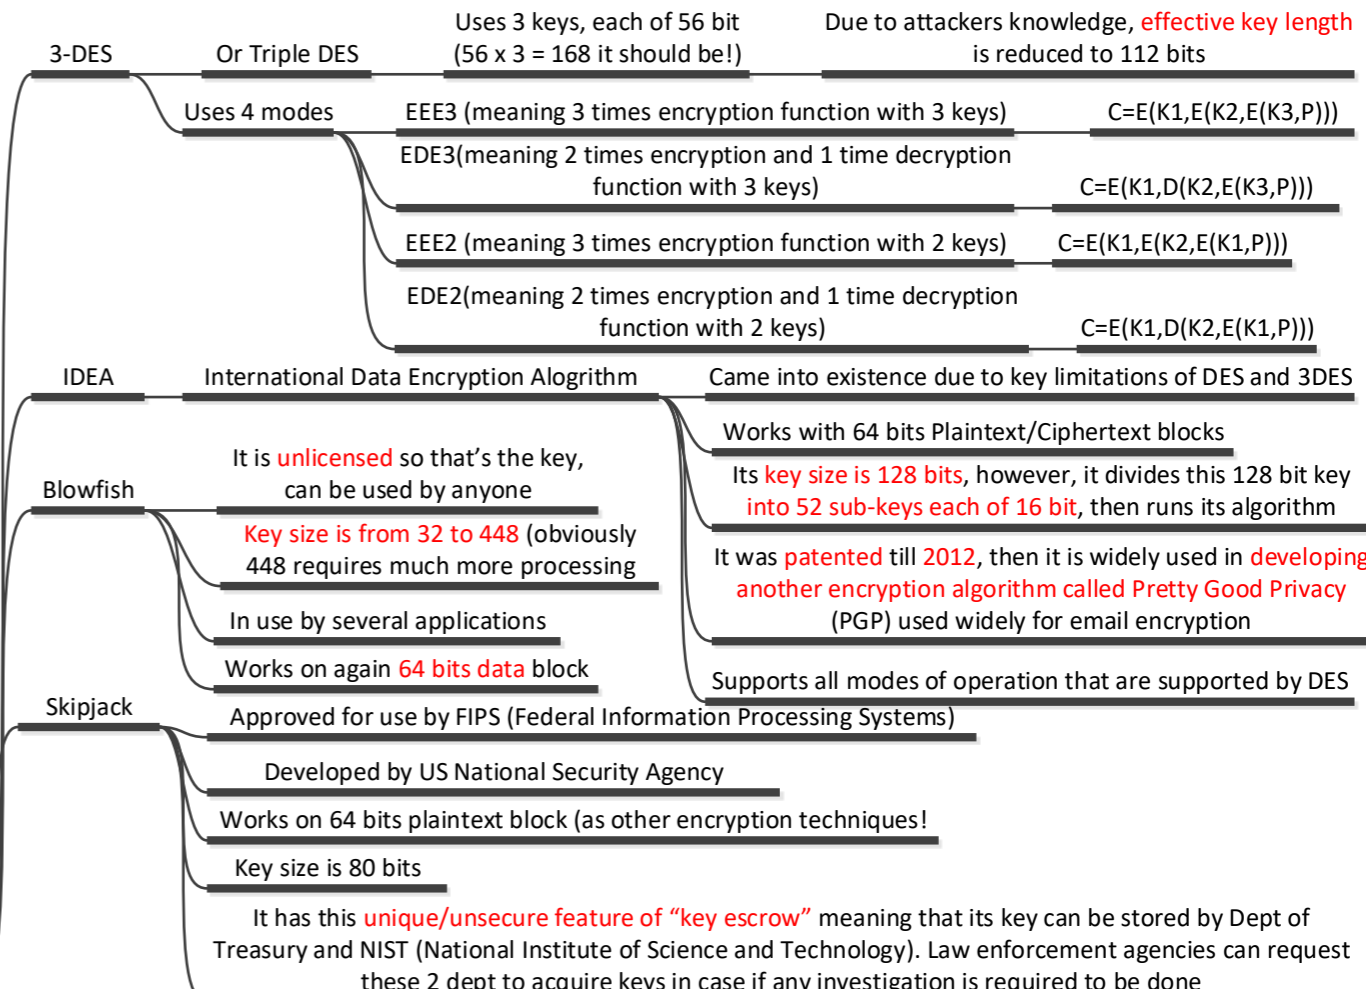 3-DES
Or Triple DES
Uses 3 keys, each of 56 bit
(56 x 3 = 168 it should be!)
Due to attackers knowledge, effective key length
is reduced to 112 bits
Uses 4 modes
EEE3 (meaning 3 times encryption function with 3 keys)
C=E(K1,E(K2,E(K3,P)))
EDE3(meaning 2 times encryption and 1 time decryption
function with 3 keys)
C=E(K1,D(K2,E(K3,P)))
EEE2 (meaning 3 times encryption function with 2 keys)
C=E(K1,E(K2,E(K1,P)))
EDE2(meaning 2 times encryption and 1 time decryption
function with 2 keys)
C=E(K1,D(K2,E(K1,P)))
IDEA
International Data Encryption Alogrithm
Came into existence due to key limitations of DES and 3DES
Works with 64 bits Plaintext/Ciphertext blocks
Its key size is 128 bits, however, it divides this 128 bit key
into 52 sub-keys each of 16 bit, then runs its algorithm
It was patented till 2012, then it is widely used in developing
another encryption algorithm called Pretty Good Privacy
(PGP) used widely for email encryption
Supports all modes of operation that are supported by DES
Blowfish
It is unlicensed so that's the key,
can be used by anyone
Key size is from 32 to 448 (obviously
448 requires much more processing
In use by several applications
Works on again 64 bits data block
Skipjack
Approved for use by FIPS (Federal Information Processing Systems)
Developed by US National Security Agency
Works on 64 bits plaintext block (as other encryption techniques!
Key size is 80 bits
It has this unique/unsecure feature of “key escrow” meaning that its key can be stored by Dept of
Treasury and NIST (National Institute of Science and Technology). Law enforcement agencies can request
these 2 dept to acquire keys in case if any investigation is required to be done